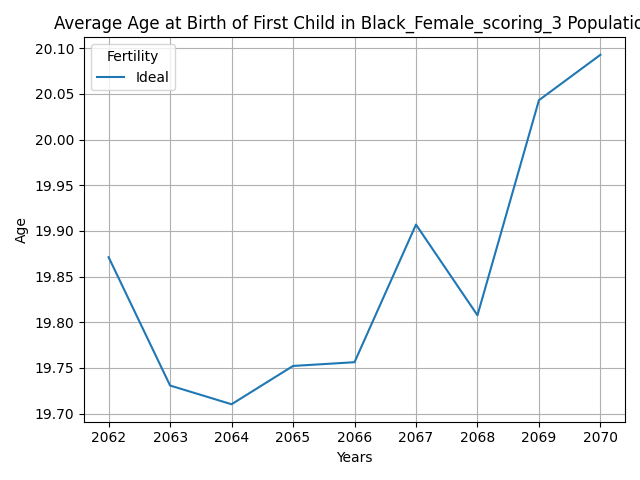 Average Age at Birth of First Child in Black_Female_scoring_3 Populatio
Fertility
Ideal
20.10
20.05
20.00
19.95
19.90
19.85
19.80
19.75
19.70
Age
2062 2063 2064 2065 2066 2067 2068 2069 2070
Years